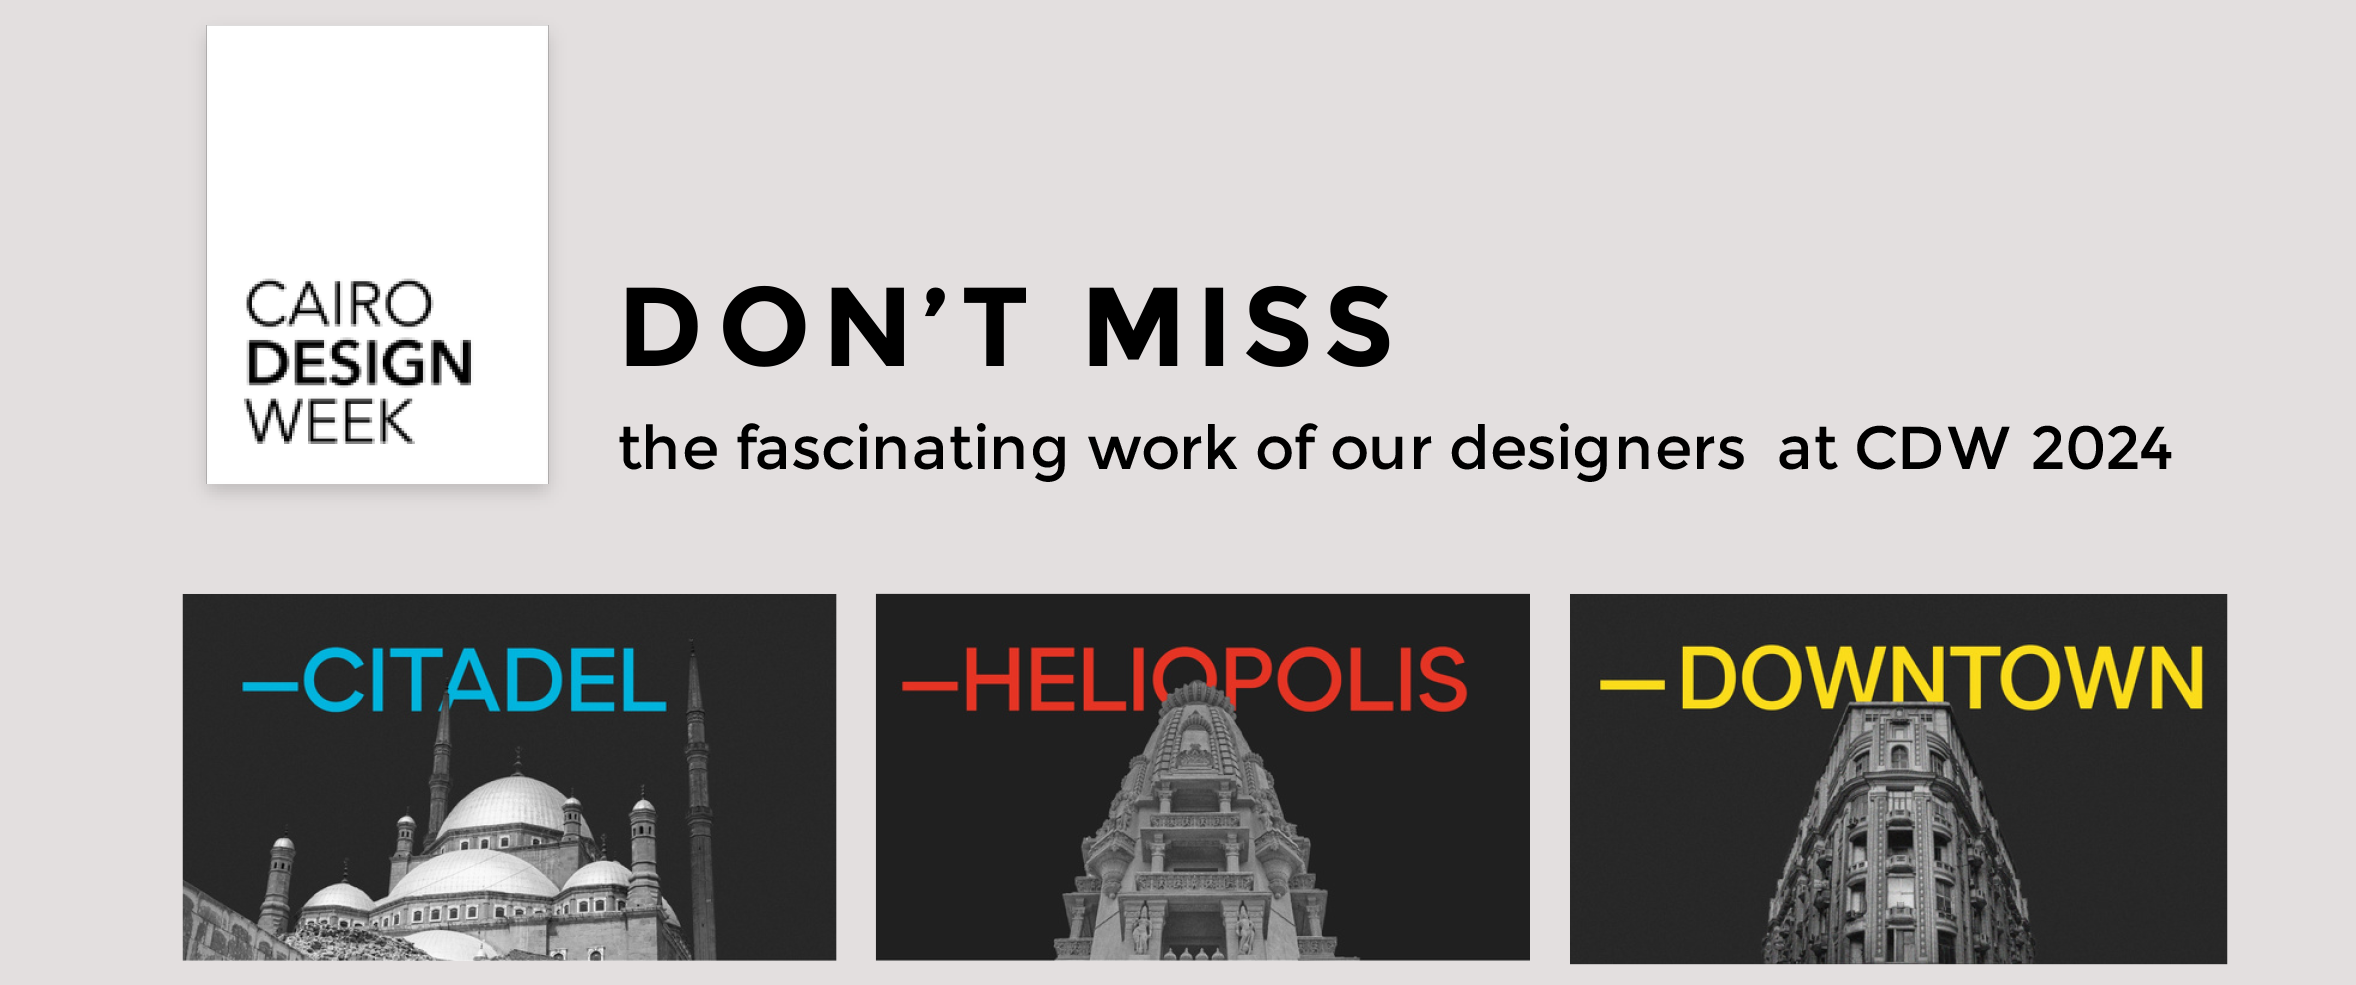 CAIRO
DESIGN
WEEK
DON’T MISS
the fascinating work of our designers  at CDW 2024
—CITADEL
—HELIOPOLIS
—DOWNTOWN